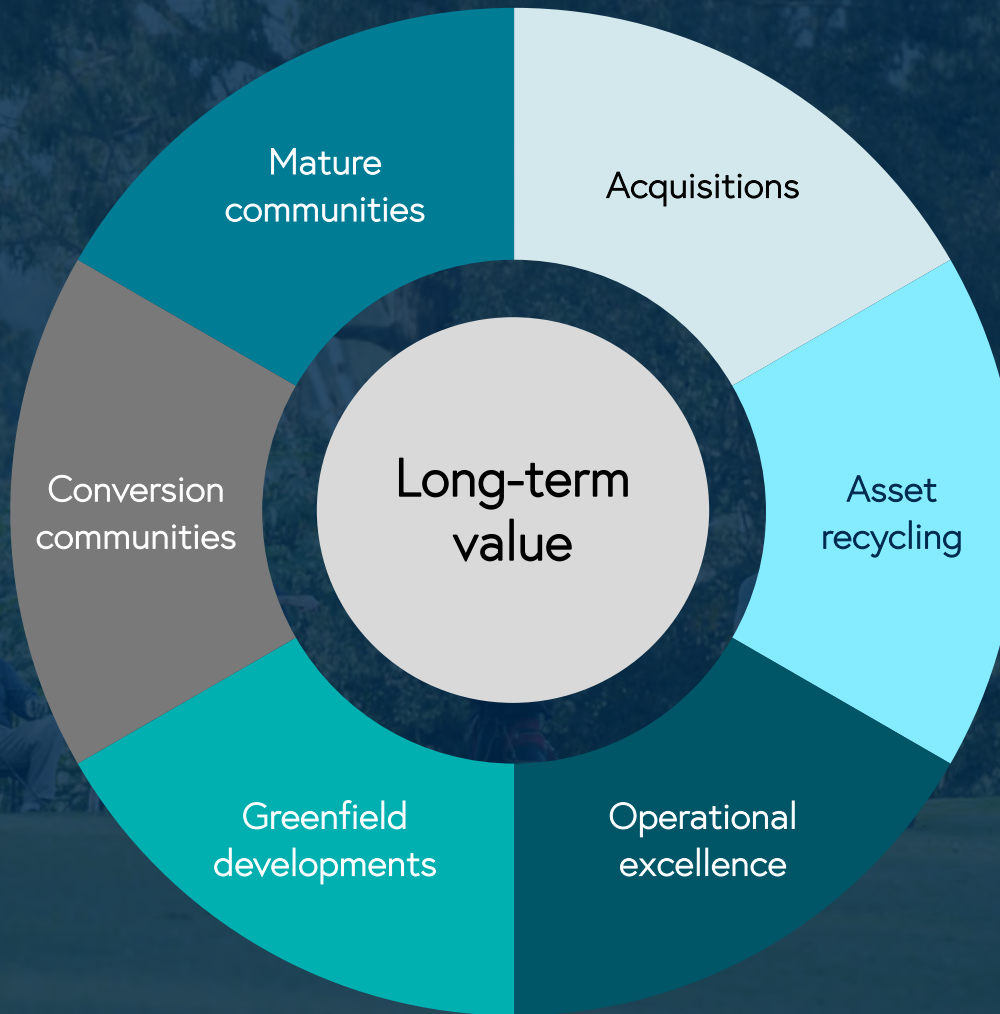 Mature
communities
Acquisitions
Conversion
communities
Long-term
value
Asset
recycling
Greenfield
developments
Operational
excellence